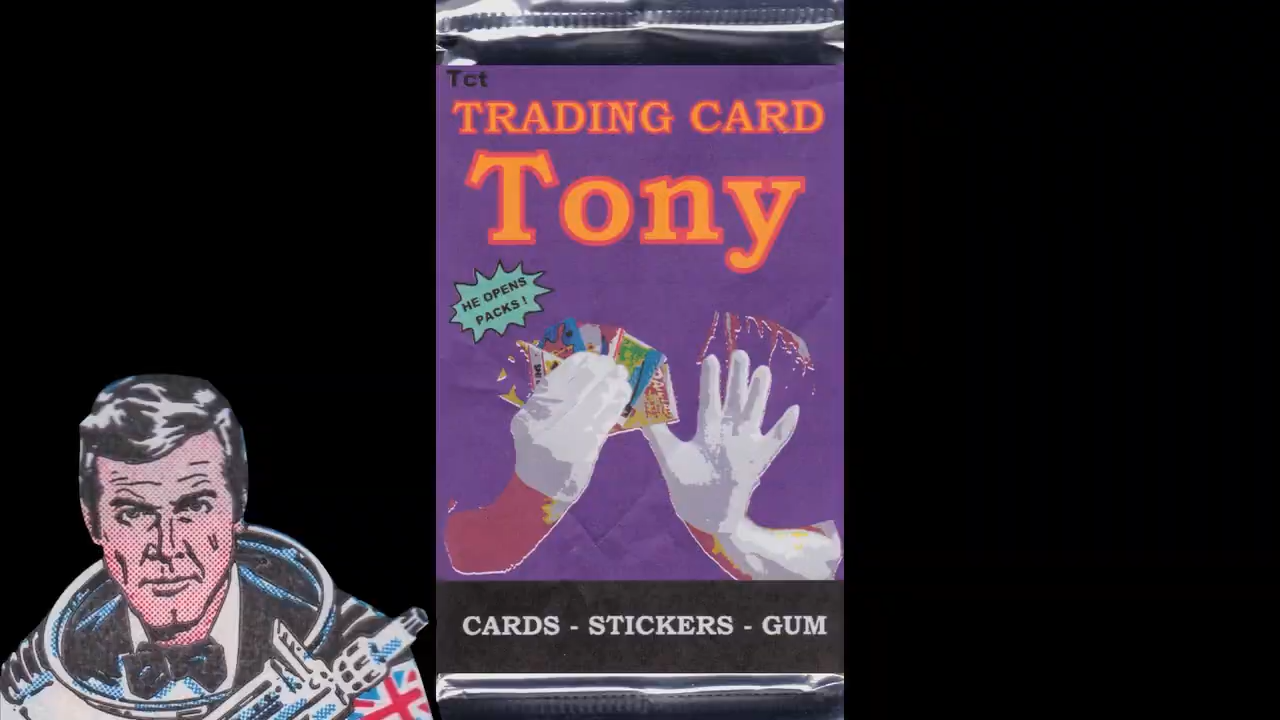 Tct
TRADING CARD
Tony
HE OPENS
PACKS !
CARDS - STICKERS - GUM